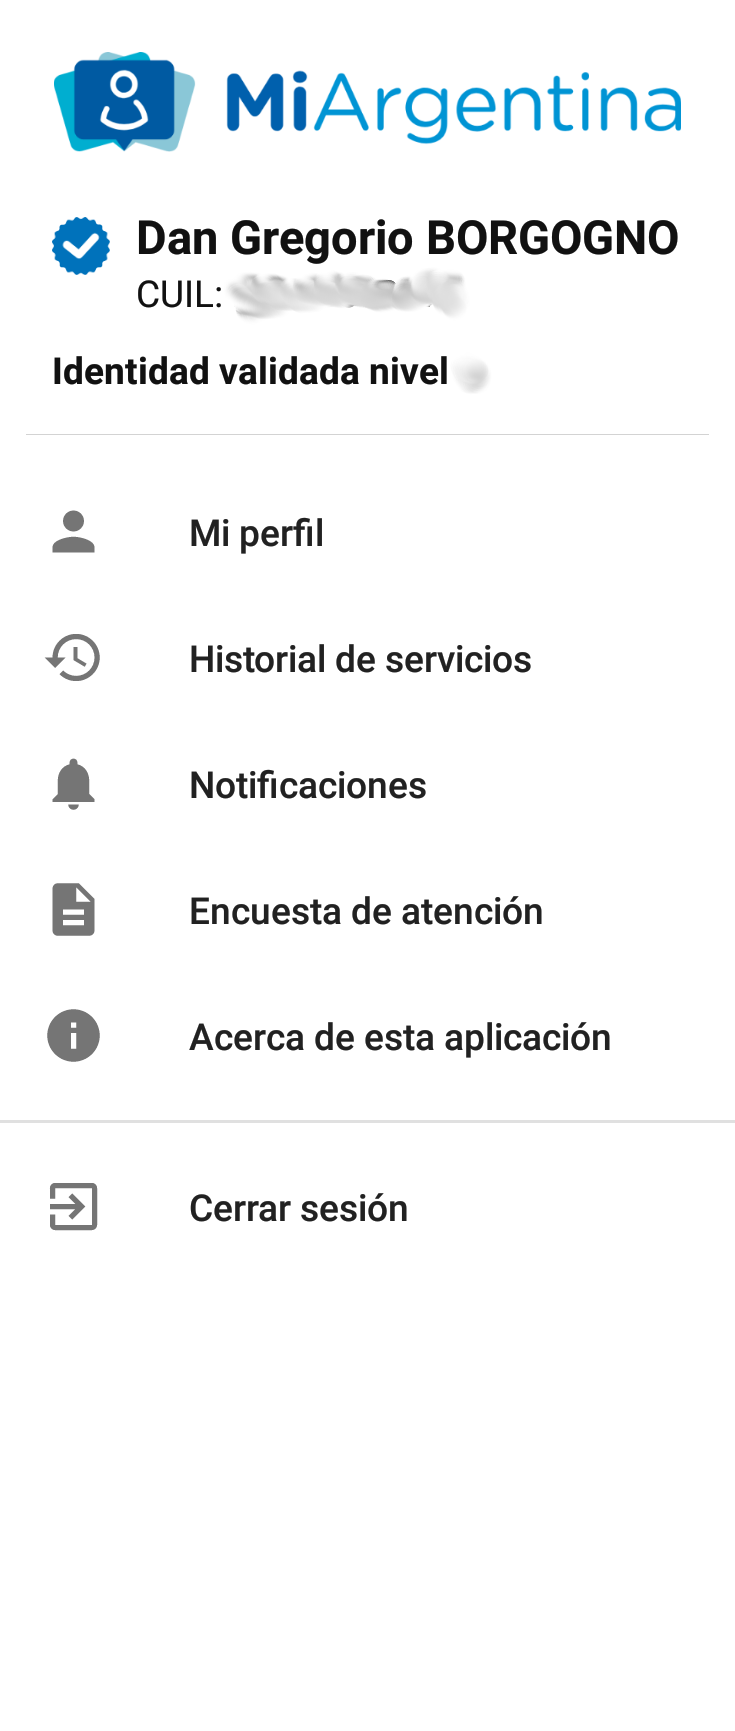 MiArgentina
Dan Gregorio BORGOGNO
CUIL:
Identidad validada nivel
Mi perfil
Historial de servicios
Notificaciones
Encuesta de atención
Acerca de esta aplicación
Cerrar sesión